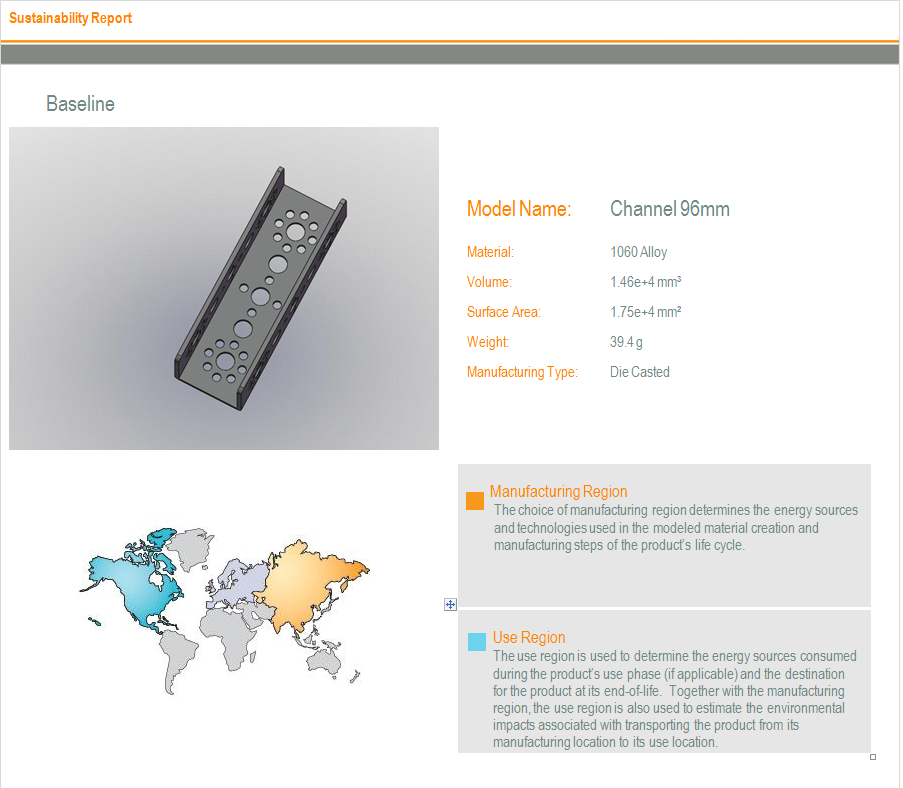 Sustainability Report
Baseline
Model Name: Channel 96mm
Material: 1060 Alloy
Volume: 1.46e+4 mm³
Surface Area: 1.75e+4 mm²
Weight: 39.4 g
Manufacturing Type: Die Casted
Manufacturing Region
The choice of manufacturing region determines the energy sources
and technologies used in the modeled material creation and
manufacturing steps of the product's life cycle.
Use Region
The use region is used to determine the energy sources consumed
during the product's use phase (if applicable) and the destination
for the product at its end-of-life. Together with the manufacturing
region, the use region is also used to estimate the environmental
impacts associated with transporting the product from its
manufacturing location to its use location.